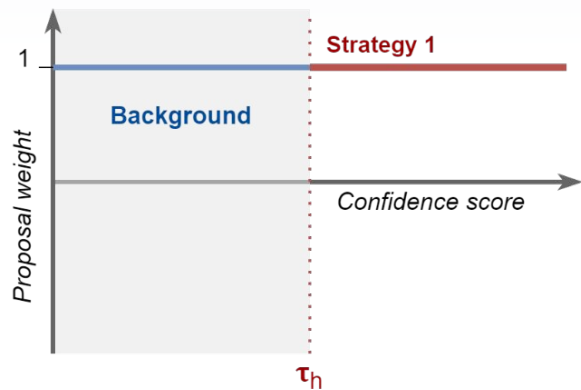 Strategy 1
1
Background
Proposal weight
Confidence score
τh